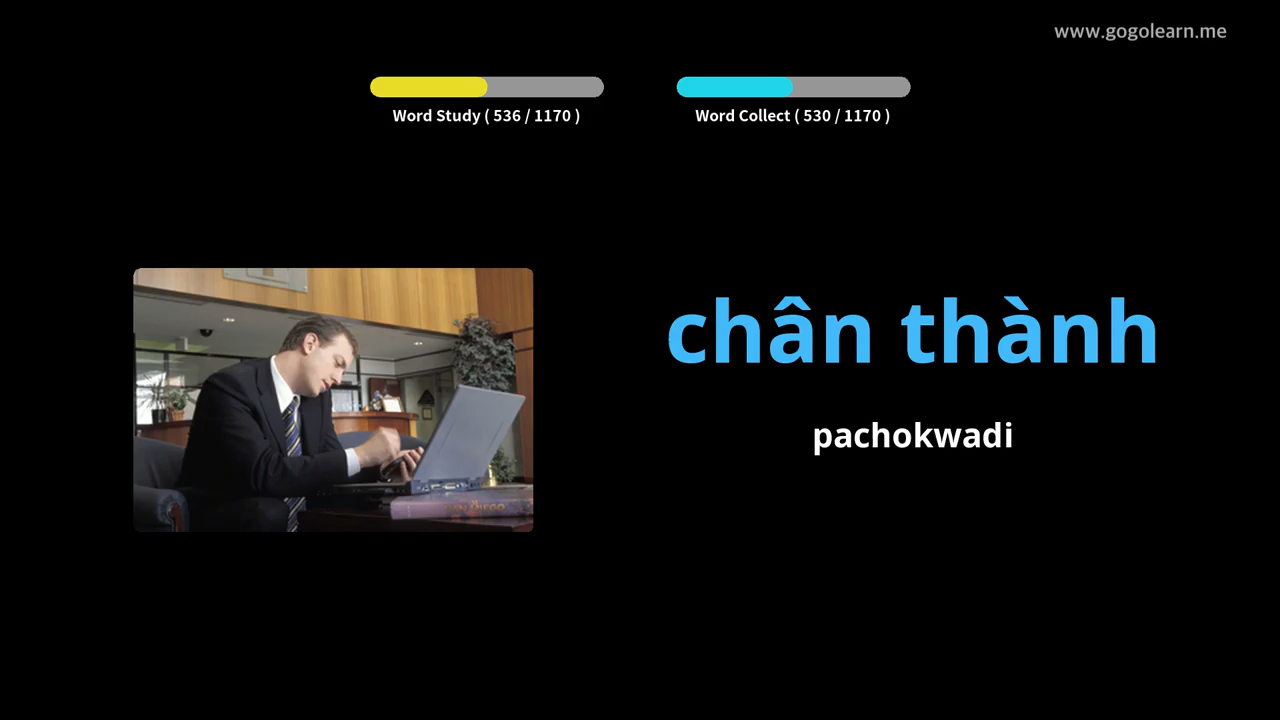 www.gogolearn.me
Word Study ( 536 / 1170 )
Word Collect ( 530 / 1170 )
chân thành
pachokwadi